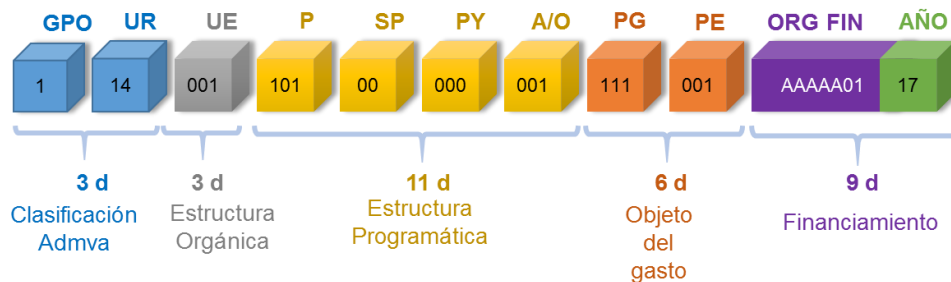 GPO UR UE P SP PY A/O PG PE ORG FIN AÑO
1 14 001 101 00 000 001 111 001 AAAAA01 17
3 d 3 d 11 d 6 d 9 d
Clasificación Admva
Estructura Orgánica
Estructura Programática
Objeto del gasto
Financiamiento